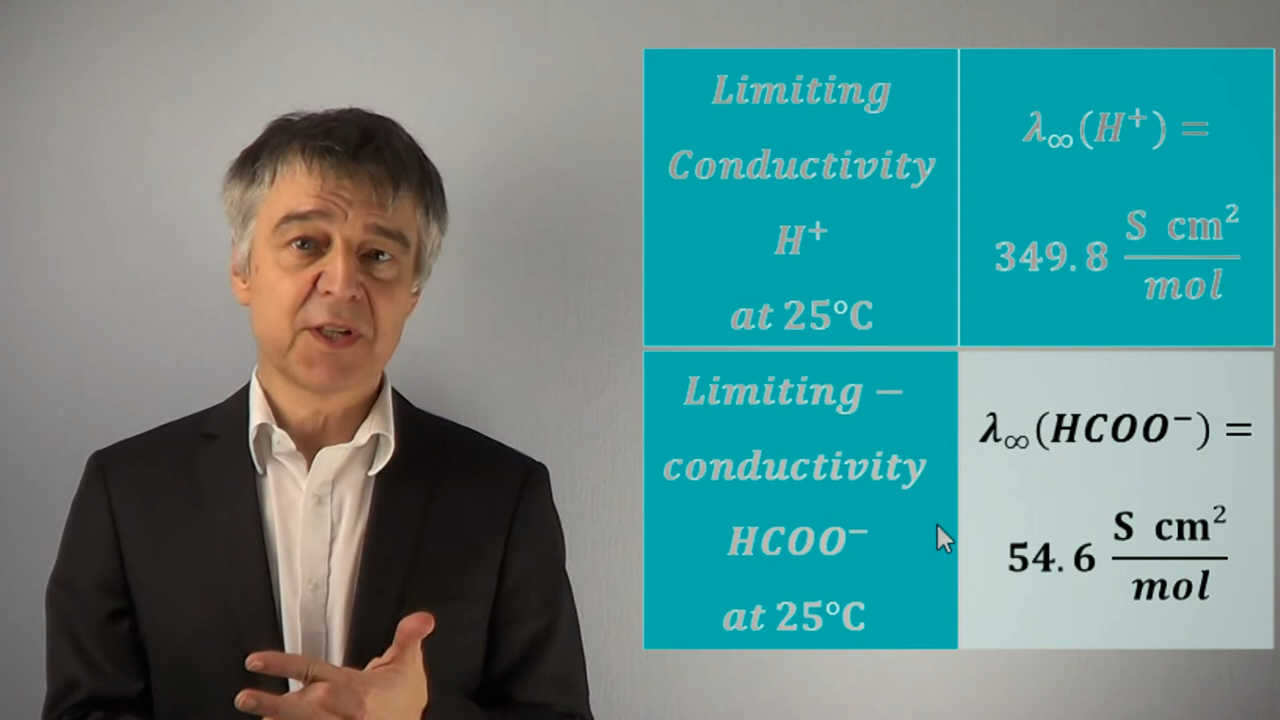 Limiting
Conductivity
H⁺
at 25°C
λ∞(H⁺) =
349.8 S cm²/mol
Limiting –
conductivity
HCOO⁻
at 25°C
λ∞(HCOO⁻) =
54.6 S cm²/mol